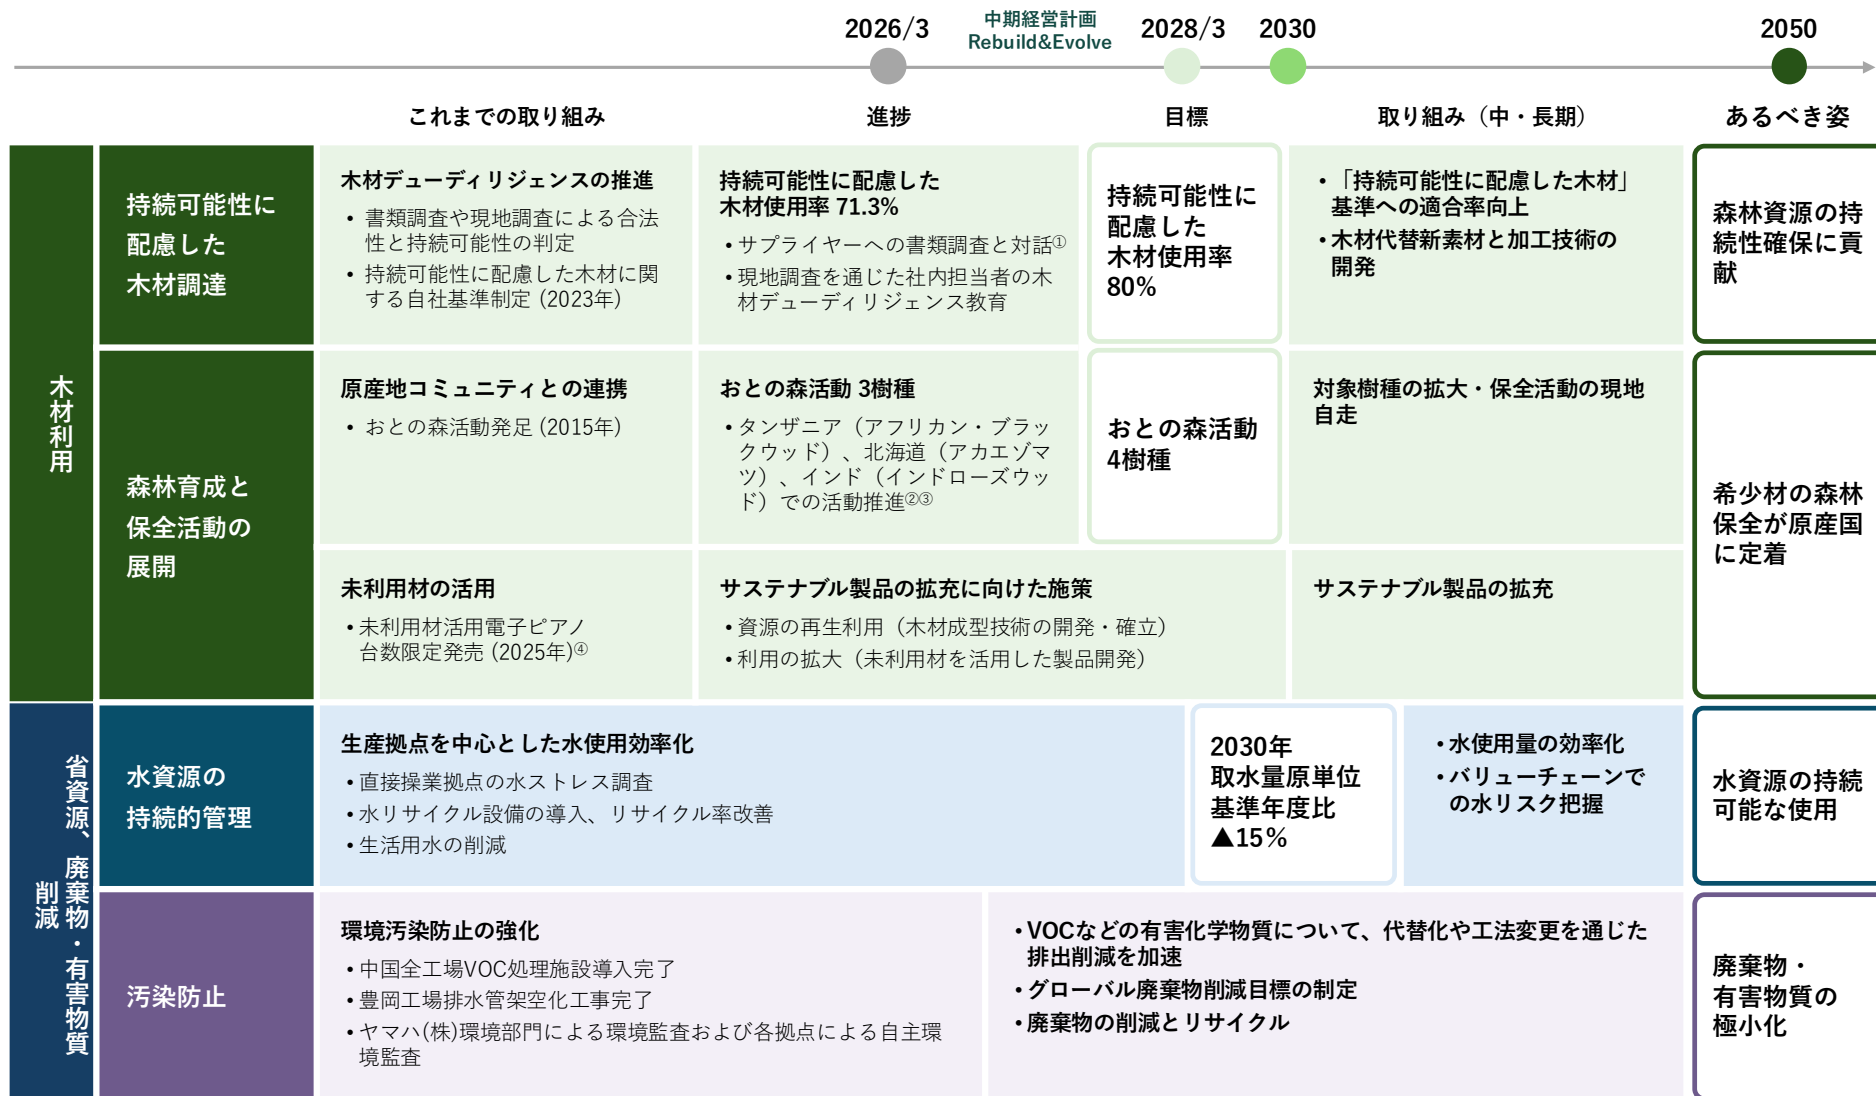 2026/3
中期経営計画
Rebuild&Evolve
2028/3
2030
2050
これまでの取り組み
進捗
目標
取り組み（中・長期）
あるべき姿
木材利用
持続可能性に
配慮した
木材調達
木材デューディリジェンスの推進
• 書類調査や現地調査による合法
性と持続可能性の判定
• 持続可能性に配慮した木材に関
する自社基準制定 (2023年)
持続可能性に配慮した
木材使用率 71.3%
• サプライヤーへの書類調査と対話①
• 現地調査を通じた社内担当者の木
材デューディリジェンス教育
持続可能性に
配慮した
木材使用率
80%
• 「持続可能性に配慮した木材」
基準への適合率向上
• 木材代替新素材と加工技術の
開発
森林資源の持
続性確保に貢
献
森林育成と
保全活動の
展開
原産地コミュニティとの連携
• おとの森活動発足 (2015年)
おとの森活動 3樹種
• タンザニア（アフリカン・ブラッ
クウッド）、北海道（アカエゾマ
ツ）、インド（インドローズウッ
ド）での活動推進②③
おとの森活動
4樹種
対象樹種の拡大・保全活動の現地
自走
希少材の森林
保全が原産国
に定着
未利用材の活用
• 未利用材活用電子ピアノ
台数限定発売 (2025年)④
サステナブル製品の拡充に向けた施策
• 資源の再生利用（木材成型技術の開発・確立）
• 利用の拡大（未利用材を活用した製品開発）
サステナブル製品の拡充
省資源、廃棄物・有害物質
削減
水資源の
持続的管理
生産拠点を中心とした水使用効率化
• 直接操業拠点の水ストレス調査
• 水リサイクル設備の導入、リサイクル率改善
• 生活用水の削減
2030年
取水量原単位
基準年度比
▲15%
• 水使用量の効率化
• バリューチェーンで
の水リスク把握
水資源の持続
可能な使用
汚染防止
環境汚染防止の強化
• 中国全工場VOC処理施設導入完了
• 豊岡工場排水管架空化工事完了
• ヤマハ(株)環境部門による環境監査および各拠点による自主環
境監査
• VOCなどの有害化学物質について、代替化や工法変更を通じた
排出削減を加速
• グローバル廃棄物削減目標の制定
• 廃棄物の削減とリサイクル
廃棄物・
有害物質の
極小化